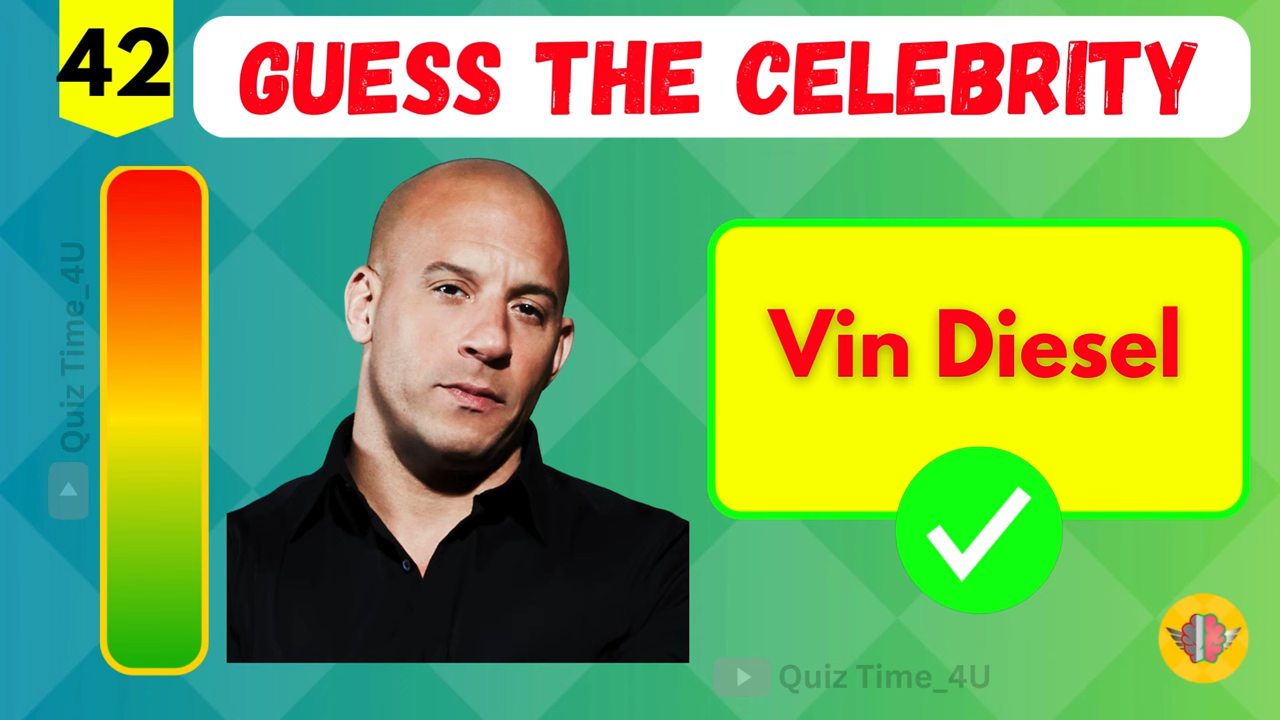 42
GUESS THE CELEBRITY
Quiz Time_4U
Vin Diesel
Quiz Time_4U